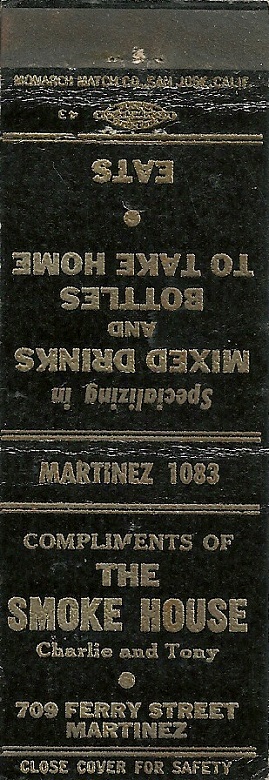 MONARCH MATCH CO. SAN JOSE, CALIF.
Specializing in
MIXED DRINKS
AND
BOTTLES
TO TAKE HOME
EATS
MARTINEZ 1083
COMPLIMENTS OF
THE
SMOKE HOUSE
Charlie and Tony
709 FERRY STREET
MARTINEZ
CLOSE COVER FOR SAFETY